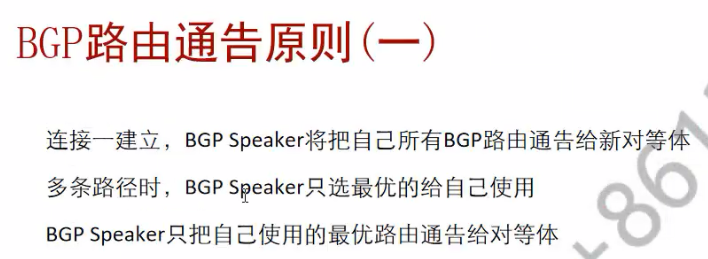 BGP路由通告原则(一)
连接一建立，BGP Speaker将把自己所有BGP路由通告给新对等体
多条路径时，BGP Speaker只选最优的给自己使用
BGP Speaker只把自己使用的最优路由通告给对等体
+861